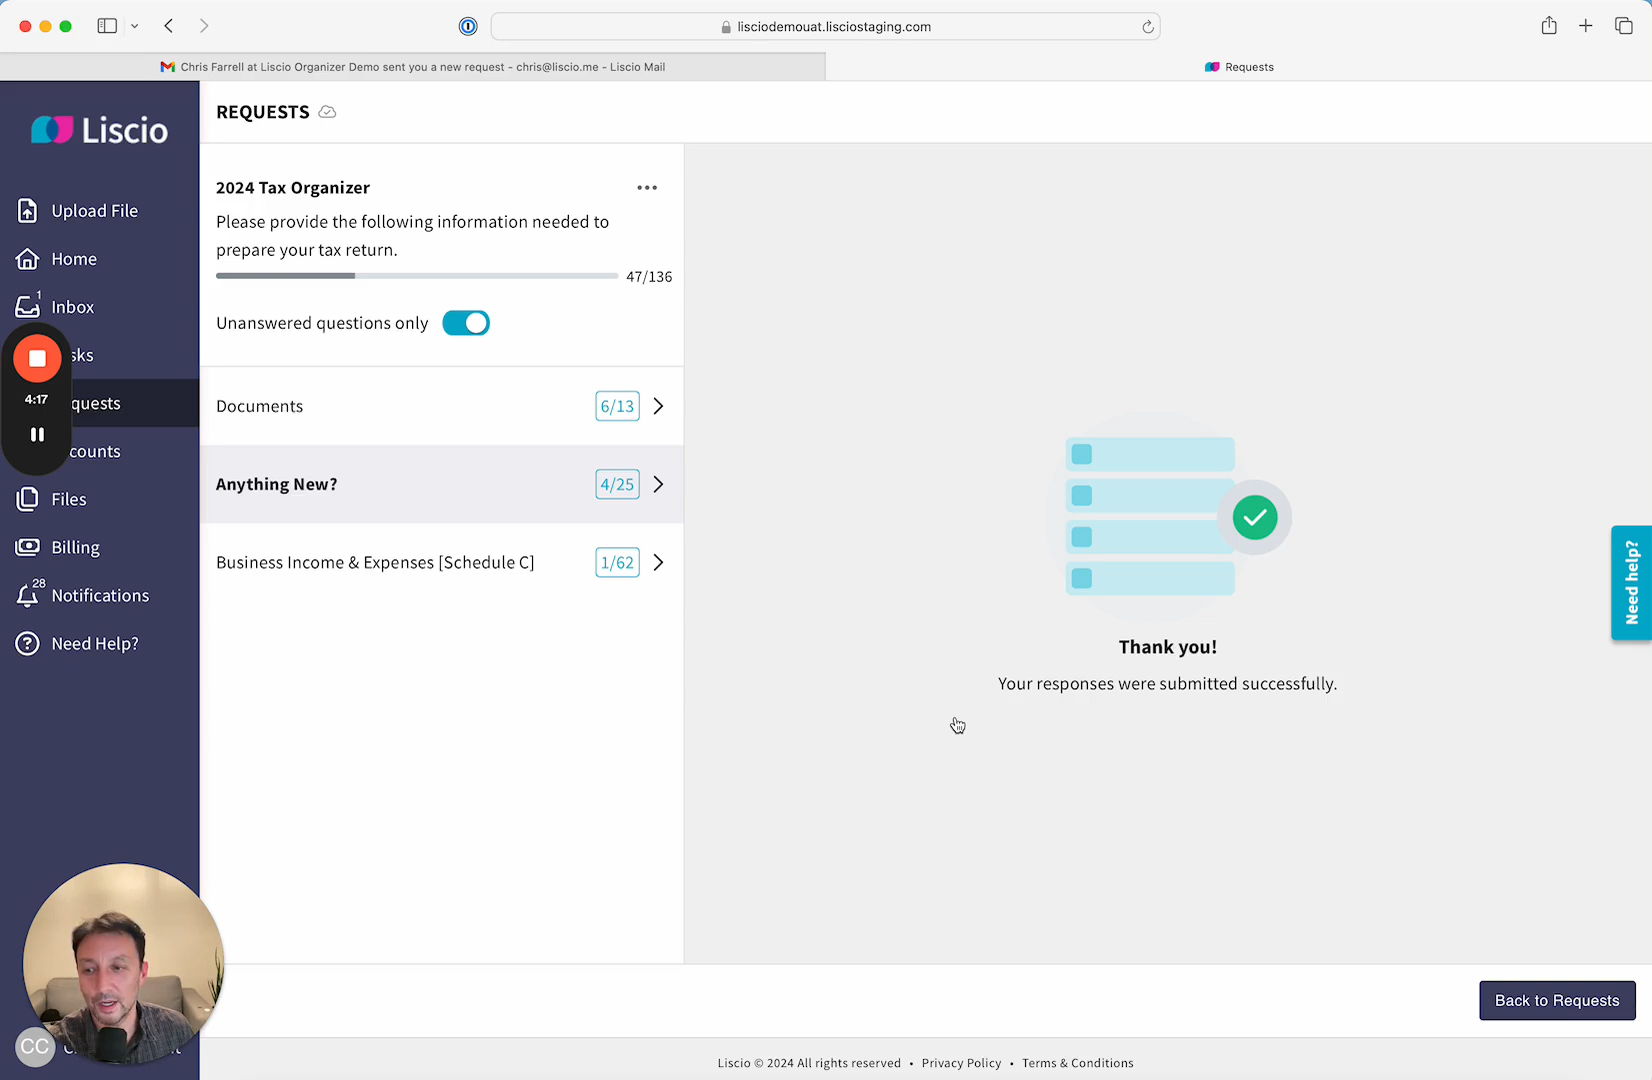 lisciodemouat.lisciostaging.com
Chris Farrell at Liscio Organizer Demo sent you a new request - chris@liscio.me - Liscio Mail
Requests
Liscio
Upload File
Home
1
Inbox
sks
4:17
quests
counts
Files
Billing
28
Notifications
Need Help?
CC
REQUESTS
2024 Tax Organizer
Please provide the following information needed to
prepare your tax return.
47/136
Unanswered questions only
Documents 6/13
Anything New? 4/25
Business Income & Expenses [Schedule C] 1/62
Thank you!
Your responses were submitted successfully.
Need help?
Back to Requests
Liscio © 2024 All rights reserved • Privacy Policy • Terms & Conditions